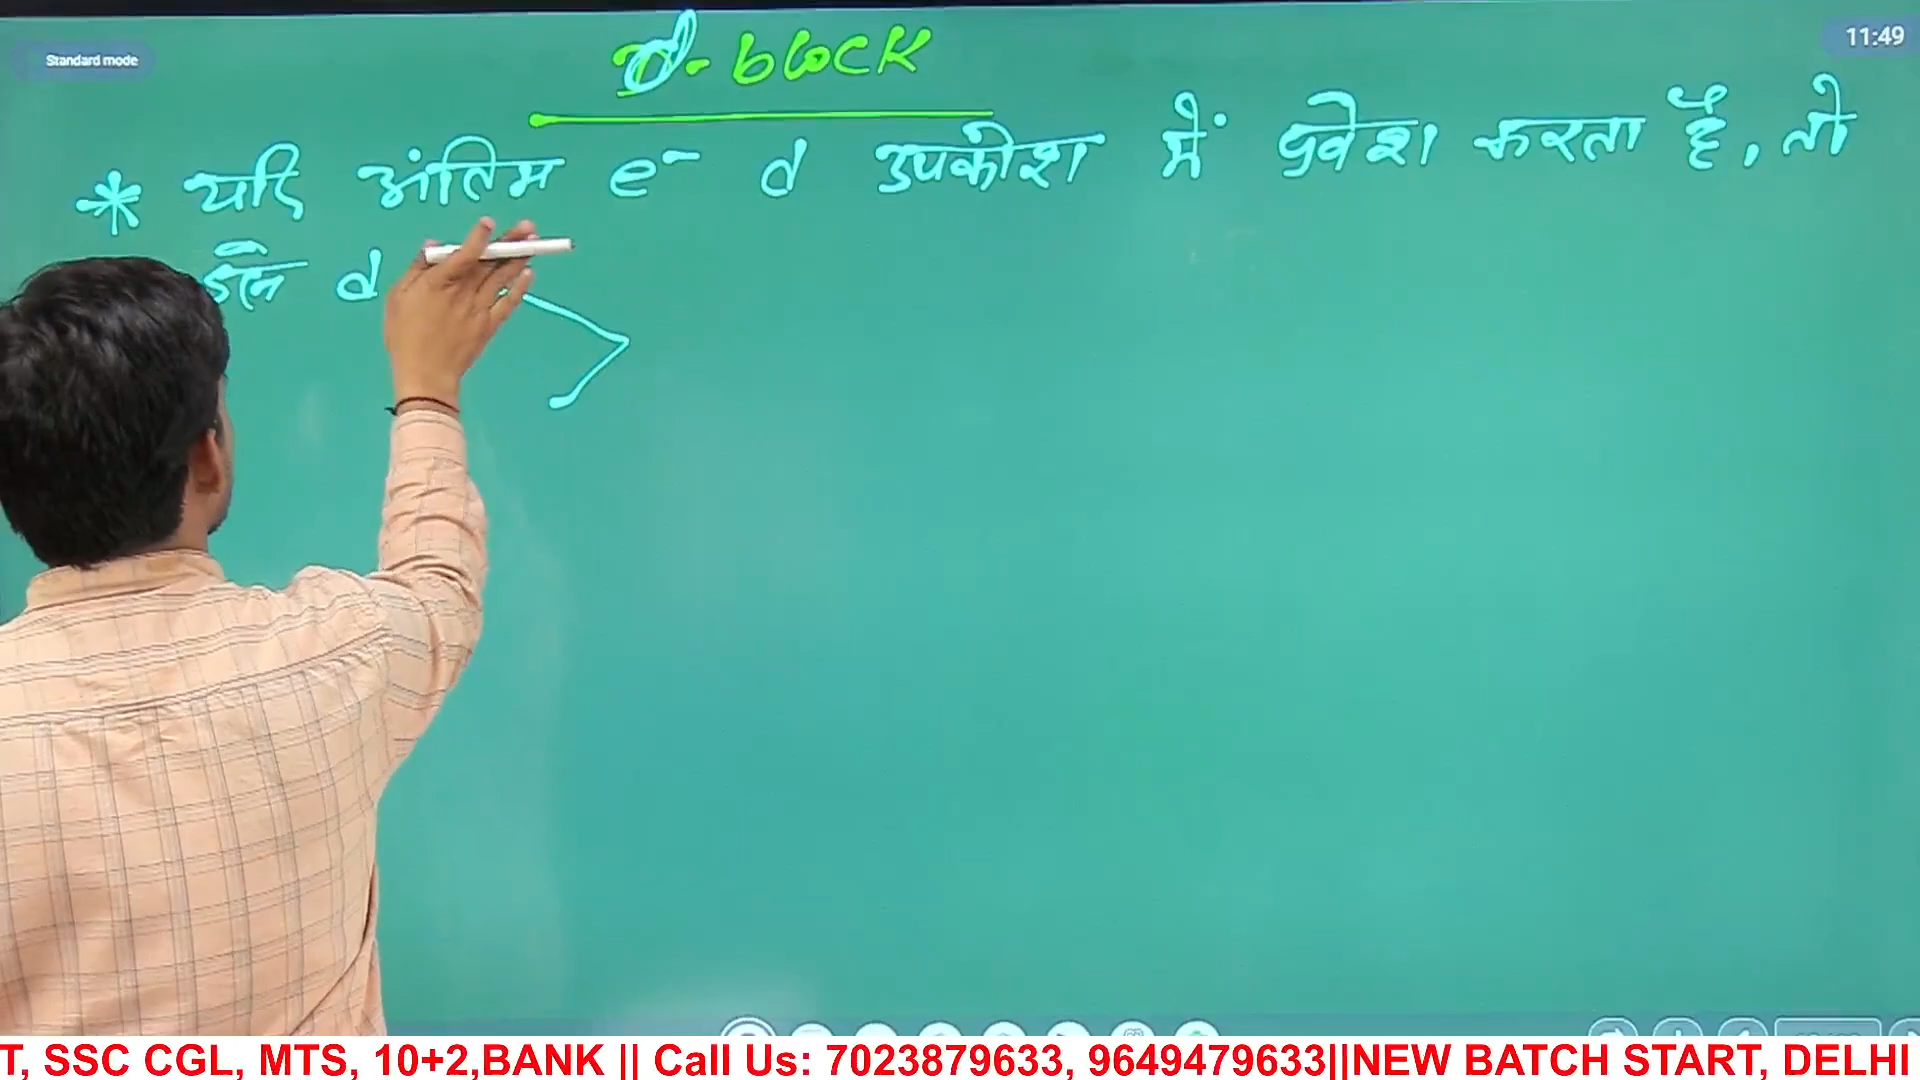 Standard mode
d-block
11:49
* यदि अंतिम e⁻ d उपकोश में प्रवेश करता है, तो
इन्हें d
T, SSC CGL, MTS, 10+2,BANK || Call Us: 7023879633, 9649479633||NEW BATCH START, DELHI